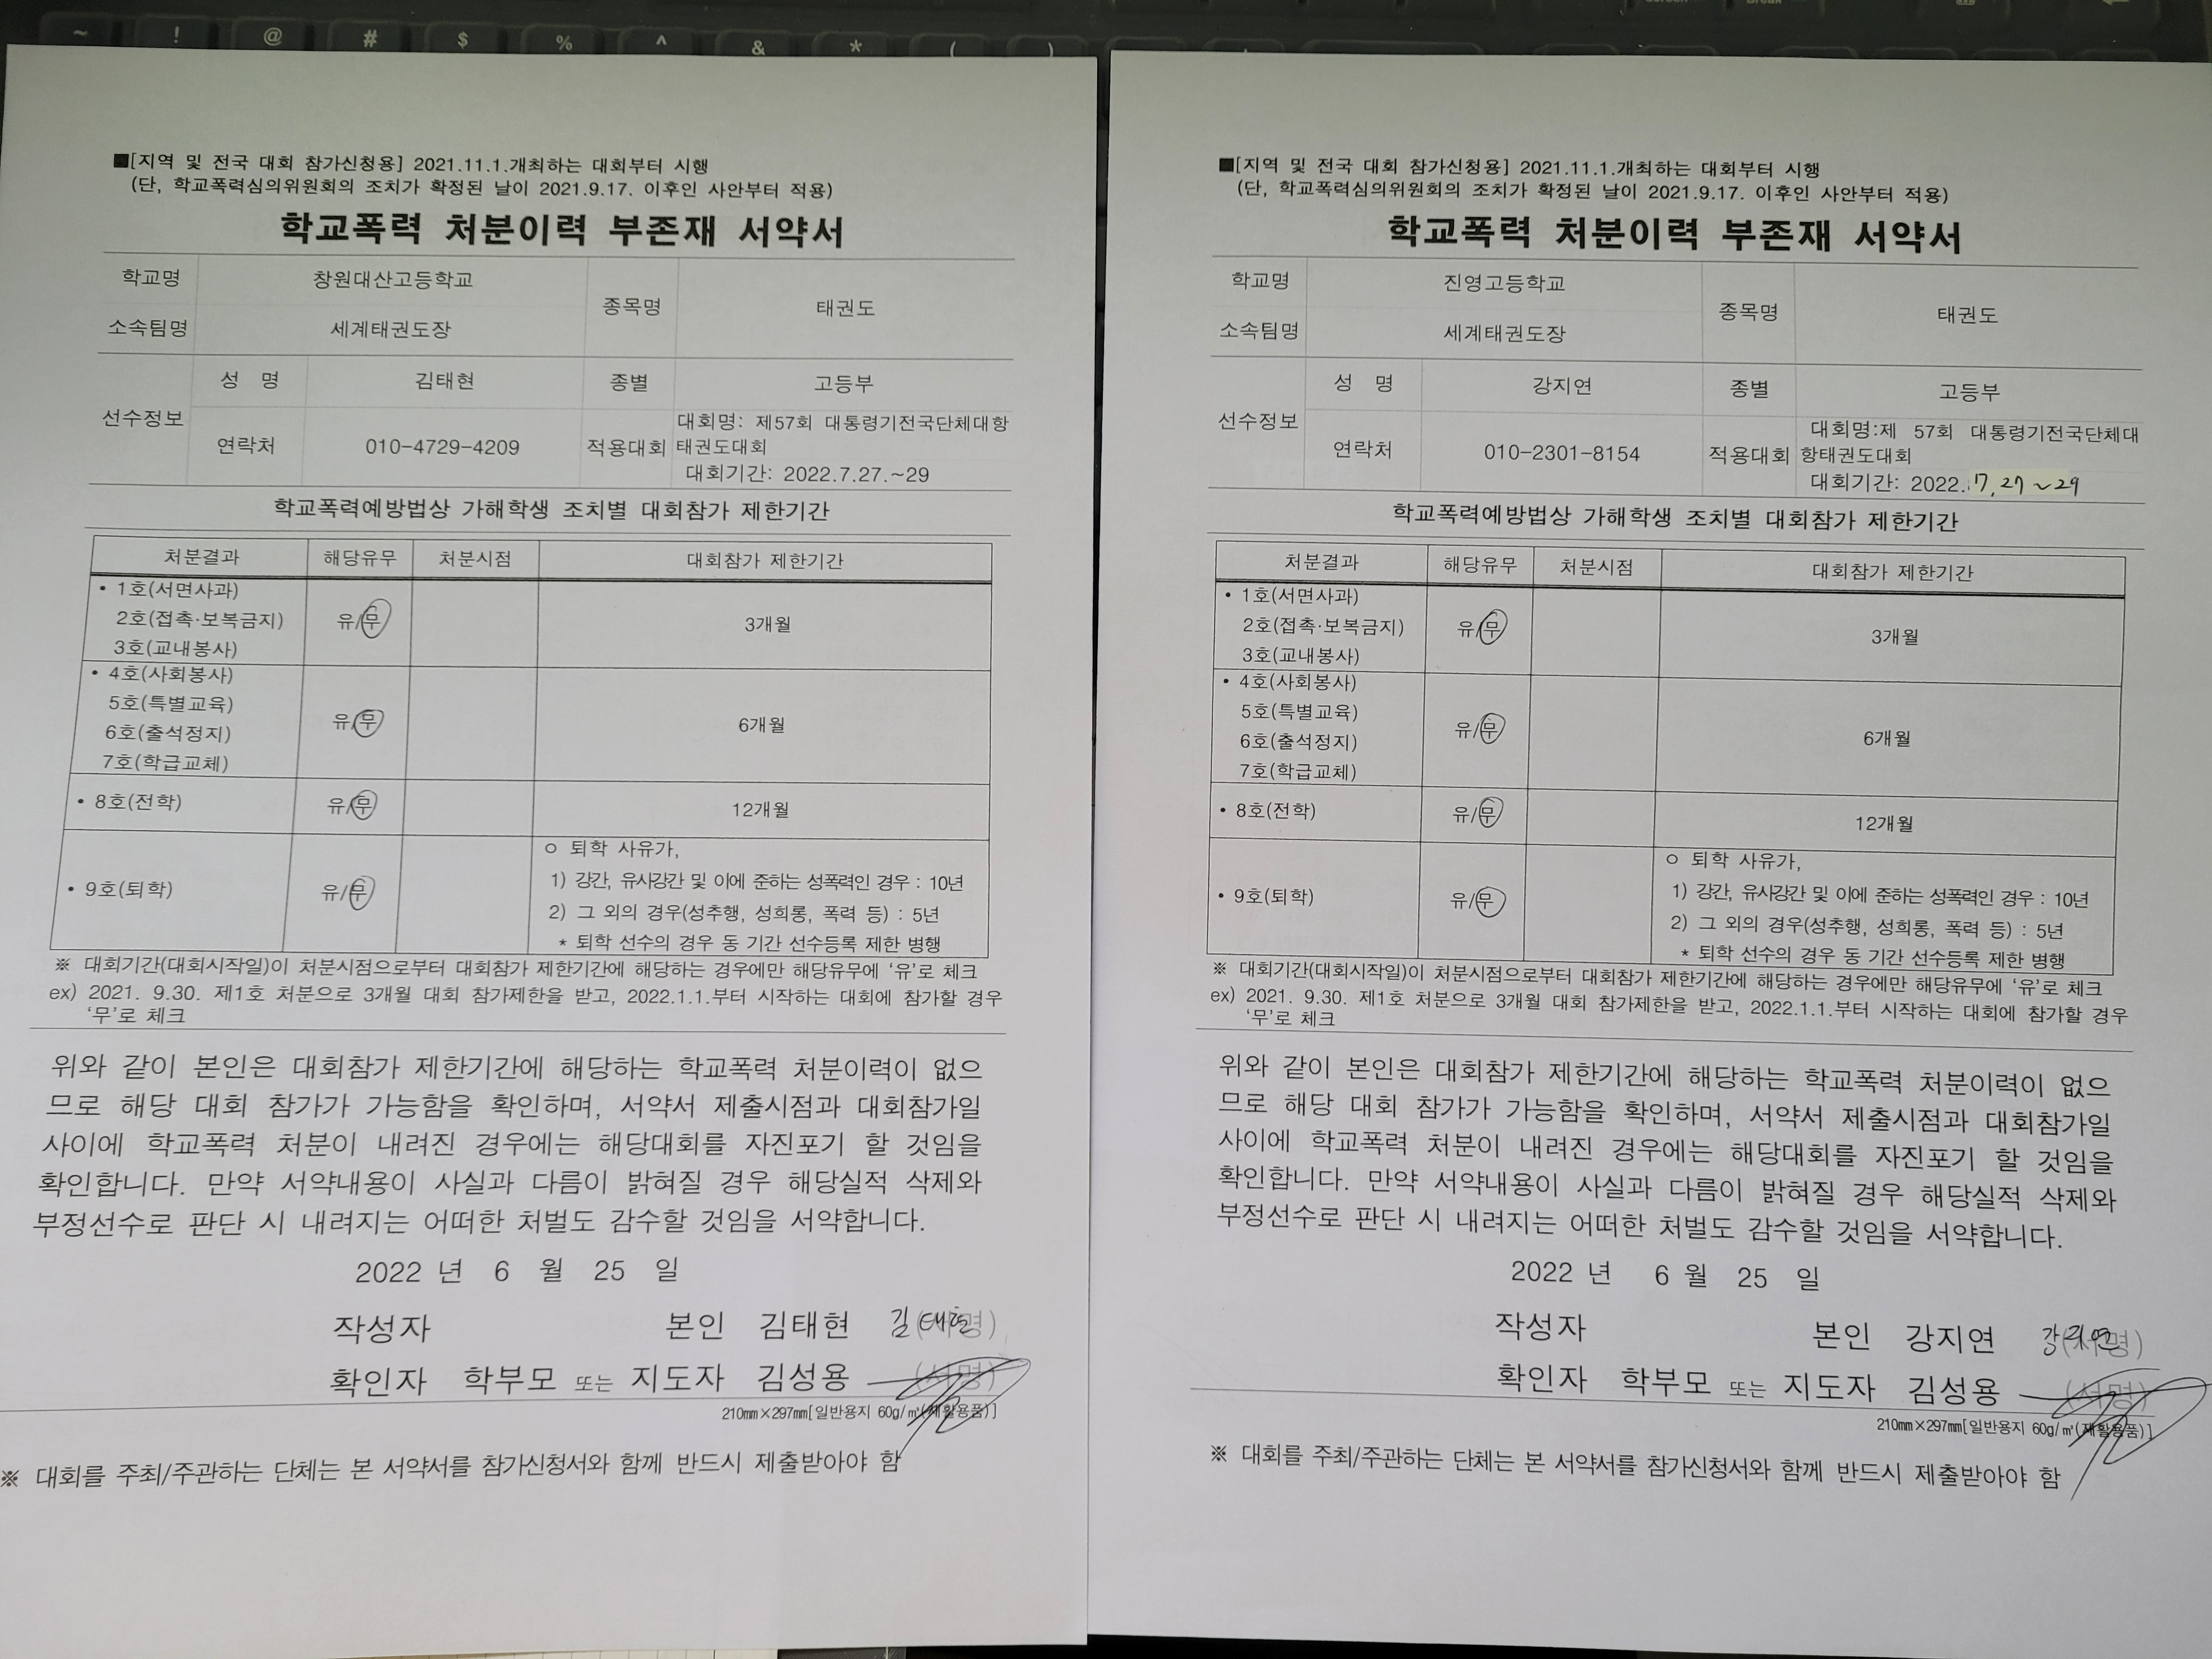 ~ ! @ # $ % ^ & * ( )
■[지역 및 전국 대회 참가신청용] 2021.11.1.개최하는 대회부터 시행
(단, 학교폭력심의위원회의 조치가 확정된 날이 2021.9.17. 이후인 사안부터 적용)
학교폭력 처분이력 부존재 서약서
학교명 창원대산고등학교 종목명 태권도
소속팀명 세계태권도장
선수정보 성 명 김태현 종별 고등부
연락처 010-4729-4209 적용대회
대회명: 제57회 대통령기전국단체대항
태권도대회
대회기간: 2022.7.27.~29
학교폭력예방법상 가해학생 조치별 대회참가 제한기간
처분결과 해당유무 처분시점 대회참가 제한기간
• 1호(서면사과)
2호(접촉·보복금지) 유/무 3개월
3호(교내봉사)
• 4호(사회봉사)
5호(특별교육)
유/무 6개월
6호(출석정지)
7호(학급교체)
• 8호(전학) 유/무 12개월
• 9호(퇴학) 유/무
ㅇ 퇴학 사유가,
1) 강간, 유사강간 및 이에 준하는 성폭력인 경우 : 10년
2) 그 외의 경우(성추행, 성희롱, 폭력 등) : 5년
* 퇴학 선수의 경우 동 기간 선수등록 제한 병행
※ 대회기간(대회시작일)이 처분시점으로부터 대회참가 제한기간에 해당하는 경우에만 해당유무에 ‘유’로 체크
ex) 2021. 9.30. 제1호 처분으로 3개월 대회 참가제한을 받고, 2022.1.1.부터 시작하는 대회에 참가할 경우
‘무’로 체크
위와 같이 본인은 대회참가 제한기간에 해당하는 학교폭력 처분이력이 없으
므로 해당 대회 참가가 가능함을 확인하며, 서약서 제출시점과 대회참가일
사이에 학교폭력 처분이 내려진 경우에는 해당대회를 자진포기 할 것임을
확인합니다. 만약 서약내용이 사실과 다름이 밝혀질 경우 해당실적 삭제와
부정선수로 판단 시 내려지는 어떠한 처벌도 감수할 것임을 서약합니다.
2022 년 6 월 25 일
작성자 본인 김태현 김태현 (서명)
확인자 학부모 또는 지도자 김성용 (서명)
210㎜×297㎜[일반용지 60g/㎡(재활용품)]
※ 대회를 주최/주관하는 단체는 본 서약서를 참가신청서와 함께 반드시 제출받아야 함
■[지역 및 전국 대회 참가신청용] 2021.11.1.개최하는 대회부터 시행
(단, 학교폭력심의위원회의 조치가 확정된 날이 2021.9.17. 이후인 사안부터 적용)
학교폭력 처분이력 부존재 서약서
학교명 진영고등학교 종목명 태권도
소속팀명 세계태권도장
선수정보 성 명 강지연 종별 고등부
연락처 010-2301-8154 적용대회
대회명:제 57회 대통령기전국단체대
항태권도대회
대회기간: 2022. 7, 27 ~ 29
학교폭력예방법상 가해학생 조치별 대회참가 제한기간
처분결과 해당유무 처분시점 대회참가 제한기간
• 1호(서면사과)
2호(접촉·보복금지) 유/무 3개월
3호(교내봉사)
• 4호(사회봉사)
5호(특별교육)
유/무 6개월
6호(출석정지)
7호(학급교체)
• 8호(전학) 유/무 12개월
• 9호(퇴학) 유/무
ㅇ 퇴학 사유가,
1) 강간, 유사강간 및 이에 준하는 성폭력인 경우 : 10년
2) 그 외의 경우(성추행, 성희롱, 폭력 등) : 5년
* 퇴학 선수의 경우 동 기간 선수등록 제한 병행
※ 대회기간(대회시작일)이 처분시점으로부터 대회참가 제한기간에 해당하는 경우에만 해당유무에 ‘유’로 체크
ex) 2021. 9.30. 제1호 처분으로 3개월 대회 참가제한을 받고, 2022.1.1.부터 시작하는 대회에 참가할 경우
‘무’로 체크
위와 같이 본인은 대회참가 제한기간에 해당하는 학교폭력 처분이력이 없으
므로 해당 대회 참가가 가능함을 확인하며, 서약서 제출시점과 대회참가일
사이에 학교폭력 처분이 내려진 경우에는 해당대회를 자진포기 할 것임을
확인합니다. 만약 서약내용이 사실과 다름이 밝혀질 경우 해당실적 삭제와
부정선수로 판단 시 내려지는 어떠한 처벌도 감수할 것임을 서약합니다.
2022 년 6 월 25 일
작성자 본인 강지연 강지연 (서명)
확인자 학부모 또는 지도자 김성용 (서명)
210㎜×297㎜[일반용지 60g/㎡(재활용품)]
※ 대회를 주최/주관하는 단체는 본 서약서를 참가신청서와 함께 반드시 제출받아야 함